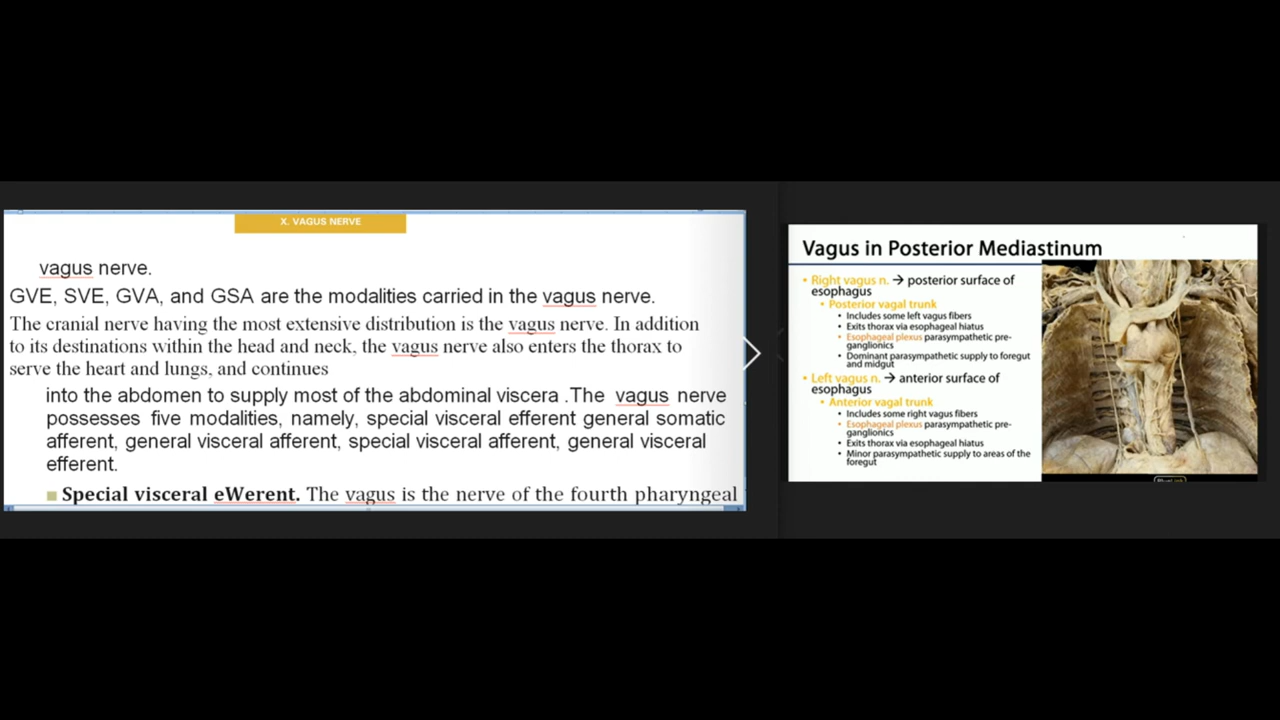 X. VAGUS NERVE
vagus nerve.
GVE, SVE, GVA, and GSA are the modalities carried in the vagus nerve.
The cranial nerve having the most extensive distribution is the vagus nerve. In addition
to its destinations within the head and neck, the vagus nerve also enters the thorax to
serve the heart and lungs, and continues
into the abdomen to supply most of the abdominal viscera .The vagus nerve
possesses five modalities, namely, special visceral efferent general somatic
afferent, general visceral afferent, special visceral afferent, general visceral
efferent.
■ Special visceral eWerent. The vagus is the nerve of the fourth pharyngeal
Vagus in Posterior Mediastinum
• Right vagus n. → posterior surface of
esophagus
• Posterior vagal trunk
• Includes some left vagus fibers
• Exits thorax via esophageal hiatus
• Esophageal plexus parasympathetic pre-
ganglionics
• Dominant parasympathetic supply to foregut
and midgut
• Left vagus n. → anterior surface of
esophagus
• Anterior vagal trunk
• Includes some right vagus fibers
• Esophageal plexus parasympathetic pre-
ganglionics
• Exits thorax via esophageal hiatus
• Minor parasympathetic supply to areas of the
foregut